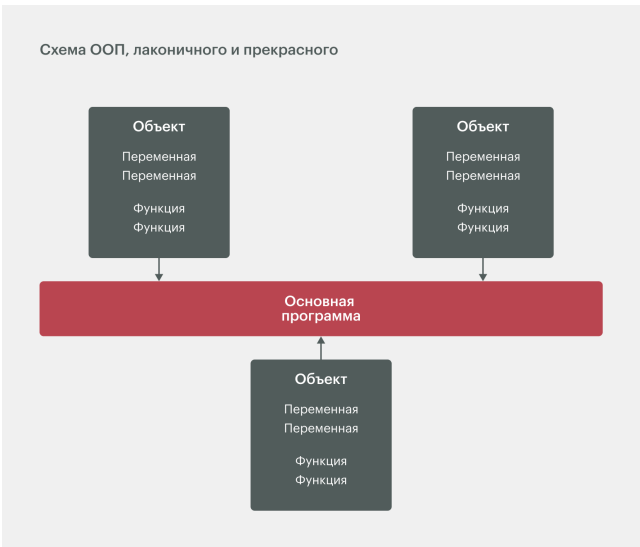 Схема ООП, лаконичного и прекрасного
Объект
Переменная
Переменная
Функция
Функция
Объект
Переменная
Переменная
Функция
Функция
Основная
программа
Объект
Переменная
Переменная
Функция
Функция